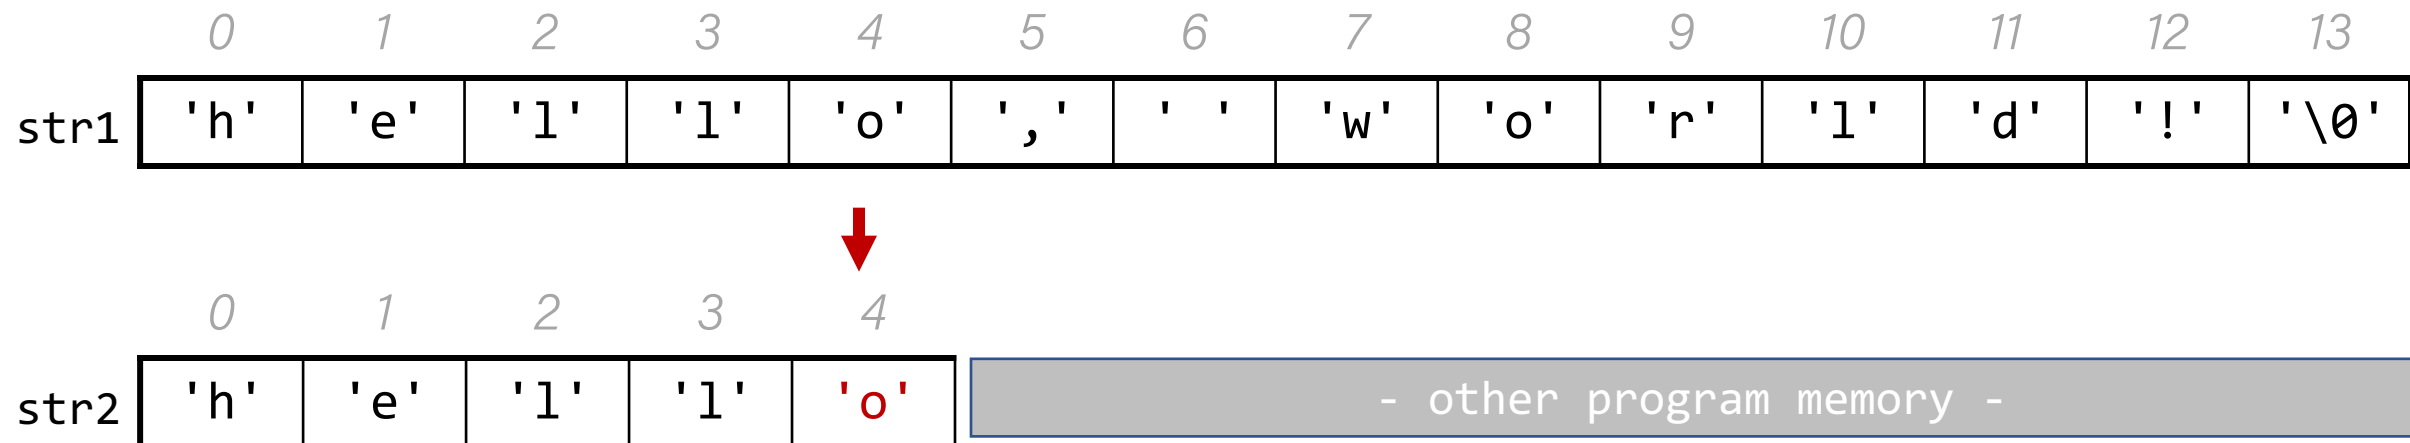 0 1 2 3 4 5 6 7 8 9 10 11 12 13
str1 'h' 'e' 'l' 'l' 'o' ',' ' ' 'w' 'o' 'r' 'l' 'd' '!' '\0'
0 1 2 3 4
str2 'h' 'e' 'l' 'l' 'o' - other program memory -